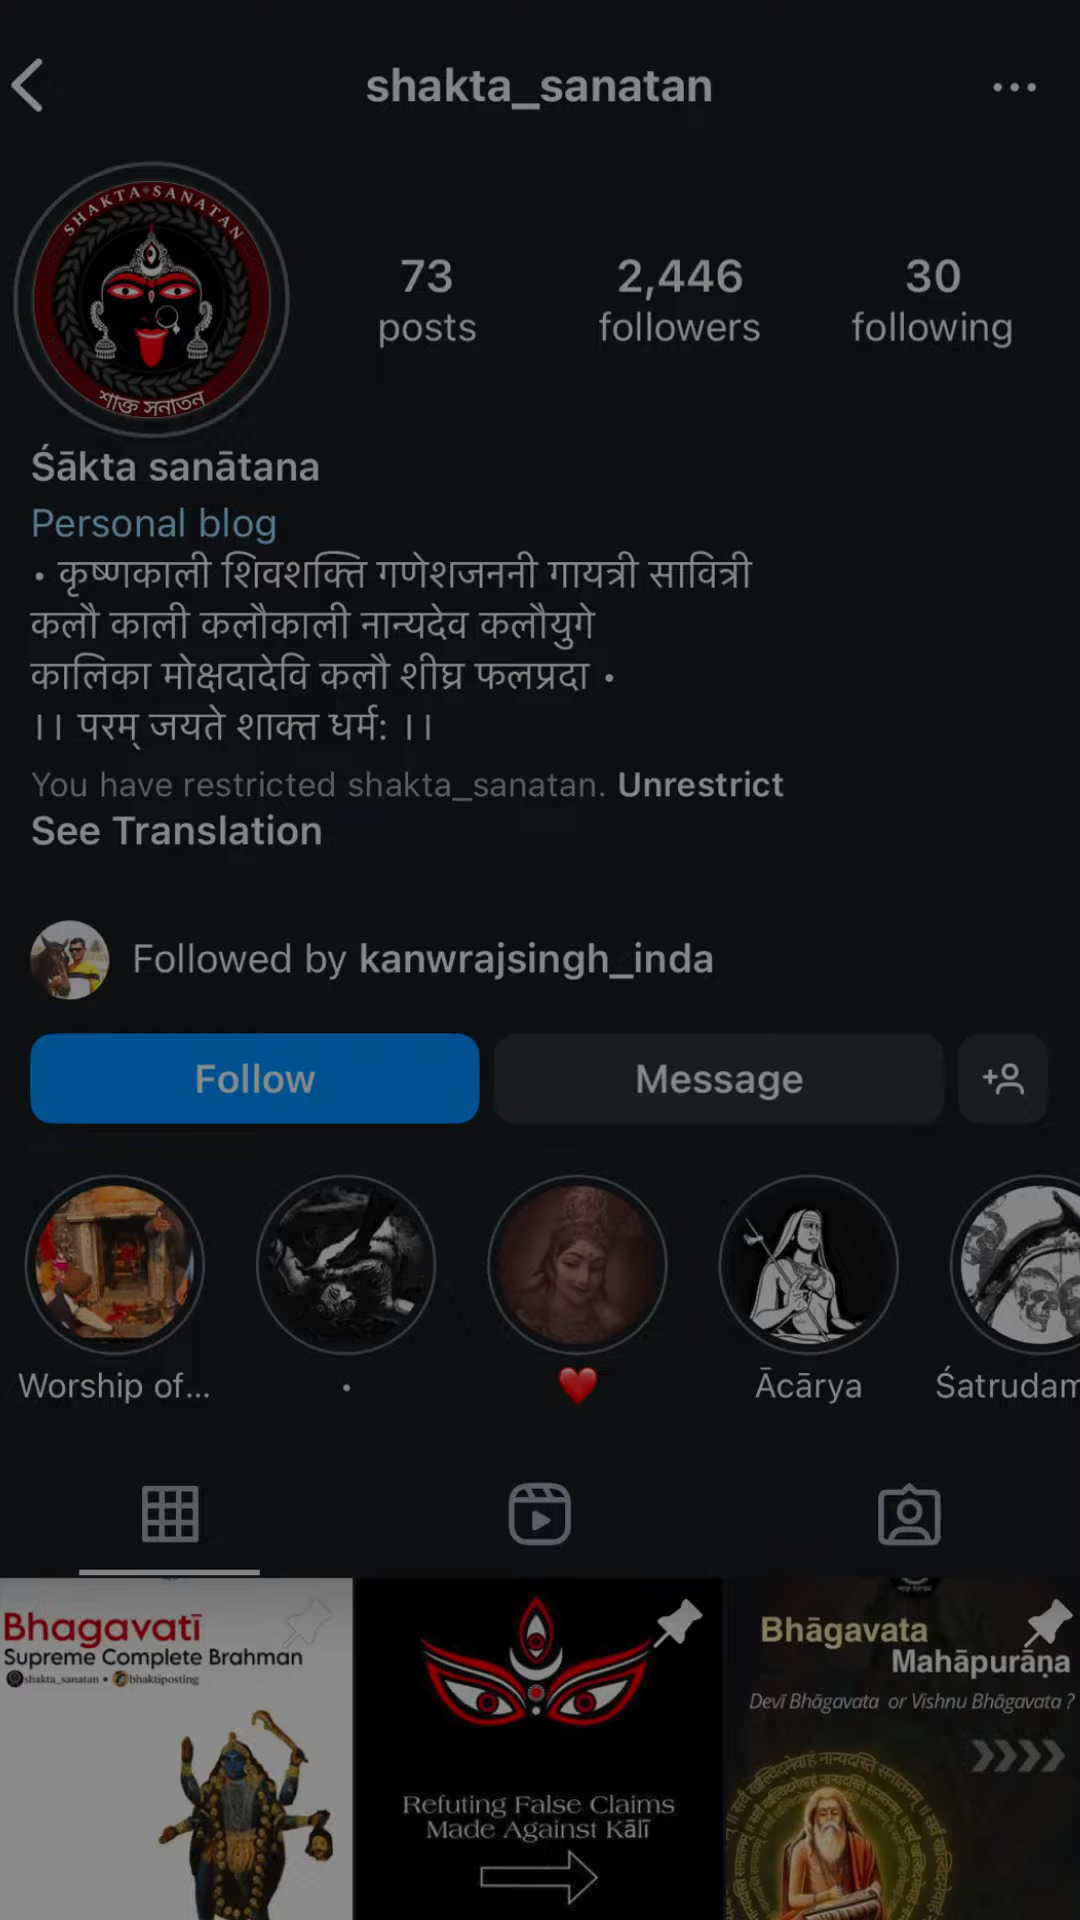 shakta_sanatan
SHAKTA SANATAN
শাক্ত সনাতন
73
posts
2,446
followers
30
following
Śākta sanātana
Personal blog
• कृष्णकाली शिवशक्ति गणेशजननी गायत्री सावित्री
कलौ काली कलौकाली नान्यदेव कलौयुगे
कालिका मोक्षदादेवि कलौ शीघ्र फलप्रदा •
।। परम् जयते शाक्त धर्म: ।।
You have restricted shakta_sanatan. Unrestrict
See Translation
Followed by kanwrajsingh_inda
Follow
Message
Worship of...
•
Ācārya
Śatrudam
Bhagavatī
Supreme Complete Brahman
shakta_sanatan • bhaktiposting
Refuting False Claims
Made Against Kālī
Bhāgavata
Mahāpurāṇa
Devī Bhāgavata or Vishnu Bhāgavata ?